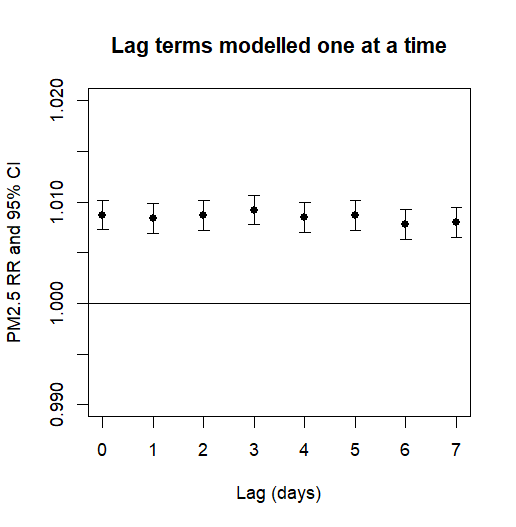 Lag terms modelled one at a time
PM2.5 RR and 95% CI
1.020
1.010
1.000
0.990
0 1 2 3 4 5 6 7
Lag (days)